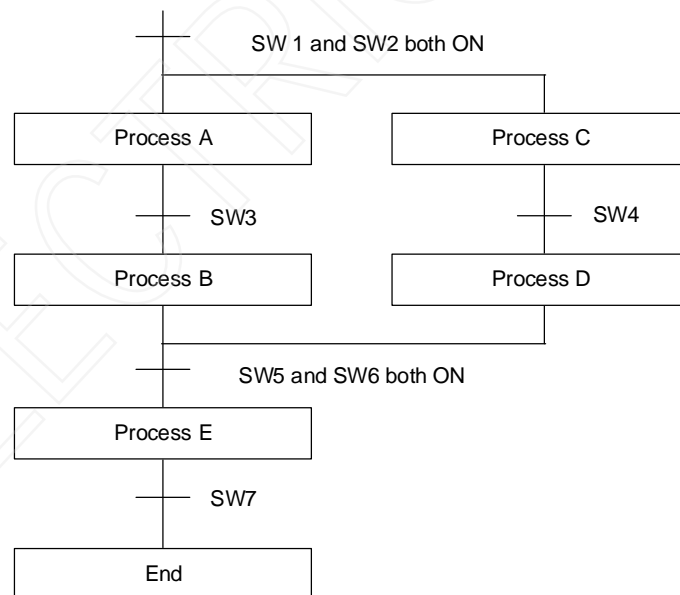 SW 1 and SW2 both ON
Process A
Process C
SW3
SW4
Process B
Process D
SW5 and SW6 both ON
Process E
SW7
End